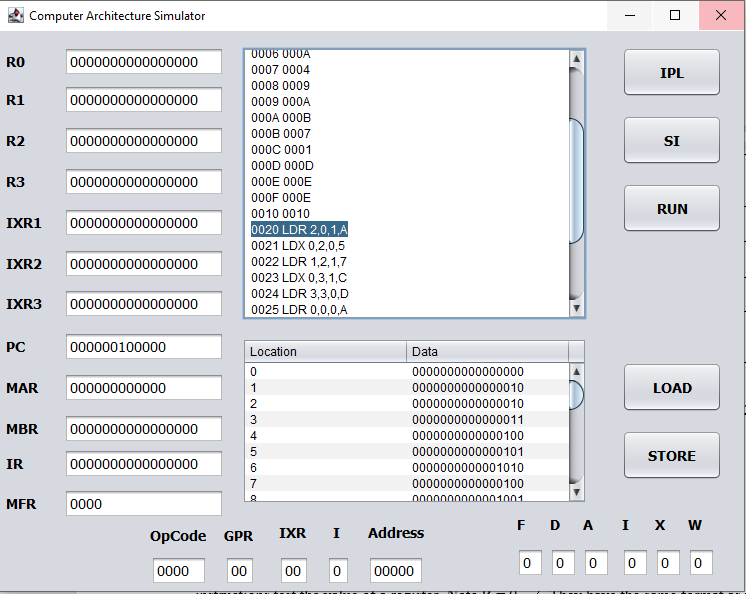 Computer Architecture Simulator
R0 0000000000000000
R1 0000000000000000
R2 0000000000000000
R3 0000000000000000
IXR1 0000000000000000
IXR2 0000000000000000
IXR3 0000000000000000
PC 000000100000
MAR 000000000000
MBR 0000000000000000
IR 0000000000000000
MFR 0000
0006 000A
0007 0004
0008 0009
0009 000A
000A 000B
000B 0007
000C 0001
000D 000D
000E 000E
000F 000E
0010 0010
0020 LDR 2,0,1,A
0021 LDX 0,2,0,5
0022 LDR 1,2,1,7
0023 LDX 0,3,1,C
0024 LDR 3,3,0,D
0025 LDR 0,0,0,A
IPL
SI
RUN
Location Data
0 0000000000000000
1 0000000000000010
2 0000000000000010
3 0000000000000011
4 0000000000000100
5 0000000000000101
6 0000000000001010
7 0000000000000100
8 0000000000001001
LOAD
STORE
OpCode GPR IXR I Address
0000 00 00 0 00000
F D A I X W
0 0 0 0 0 0